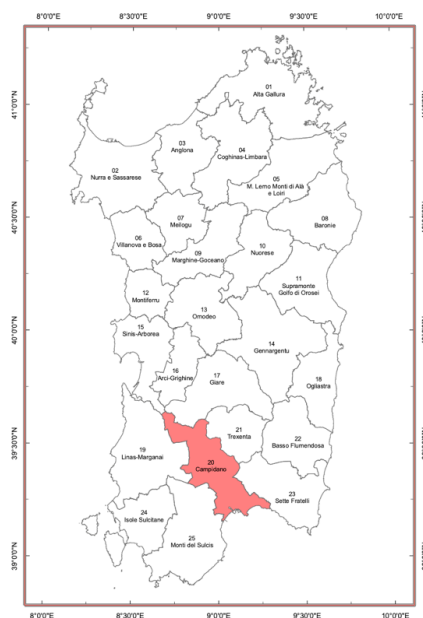 8°0'0"E 8°30'0"E 9°0'0"E 9°30'0"E 10°0'0"E
41°0'0"N
40°30'0"N
40°0'0"N
39°30'0"N
39°0'0"N
01
Alta Gallura
02
Nurra e Sassarese
03
Anglona
04
Coghinas-Limbara
05
M. Lerno Monti di Alà
e Loiri
06
Villanova e Bosa
07
Meilogu
08
Baronie
09
Marghine-Goceano
10
Nuorese
11
Supramonte
Golfo di Orosei
12
Montiferru
13
Omodeo
14
Gennargentu
15
Sinis-Arborea
16
Arci-Grighine
17
Giare
18
Ogliastra
19
Linas-Marganai
20
Campidano
21
Trexenta
22
Basso Flumendosa
23
Sette Fratelli
24
Isole Sulcitane
25
Monti del Sulcis
8°0'0"E 8°30'0"E 9°0'0"E 9°30'0"E 10°0'0"E